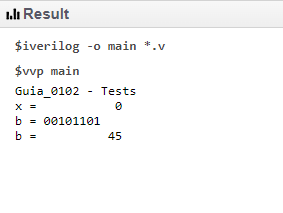 Result
$iverilog -o main *.v
$vvp main
Guia_0102 - Tests
x =           0
b = 00101101
b =          45